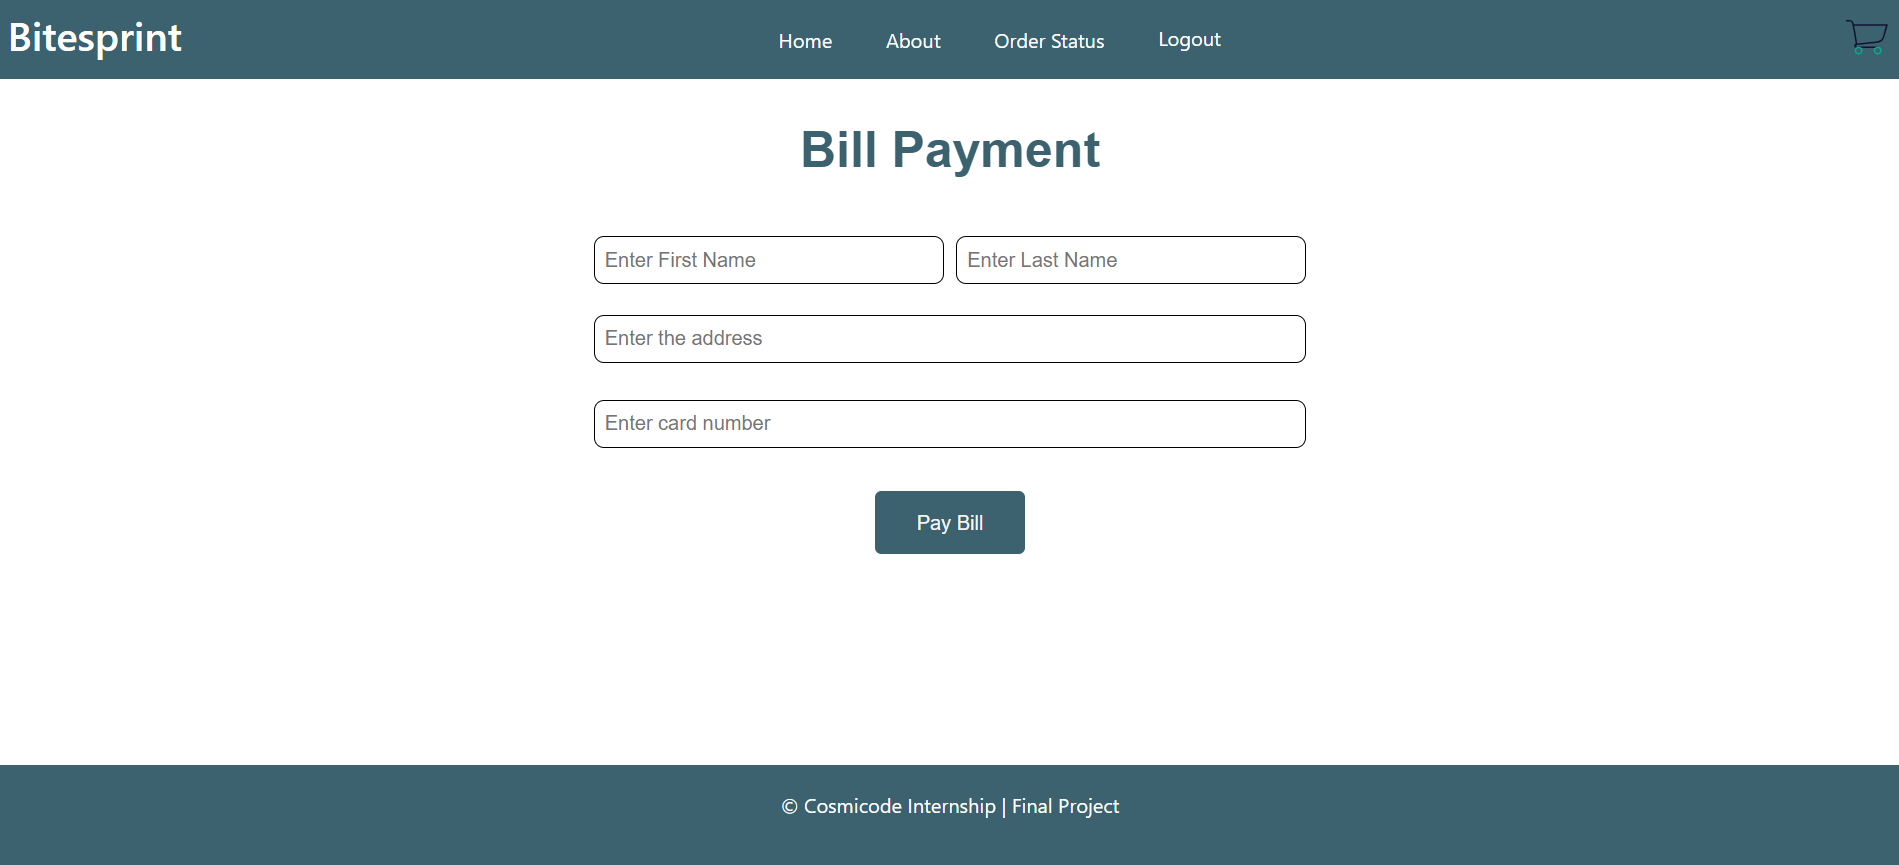 Bitesprint
Home About Order Status Logout
Bill Payment
Enter First Name Enter Last Name
Enter the address
Enter card number
Pay Bill
© Cosmicode Internship | Final Project